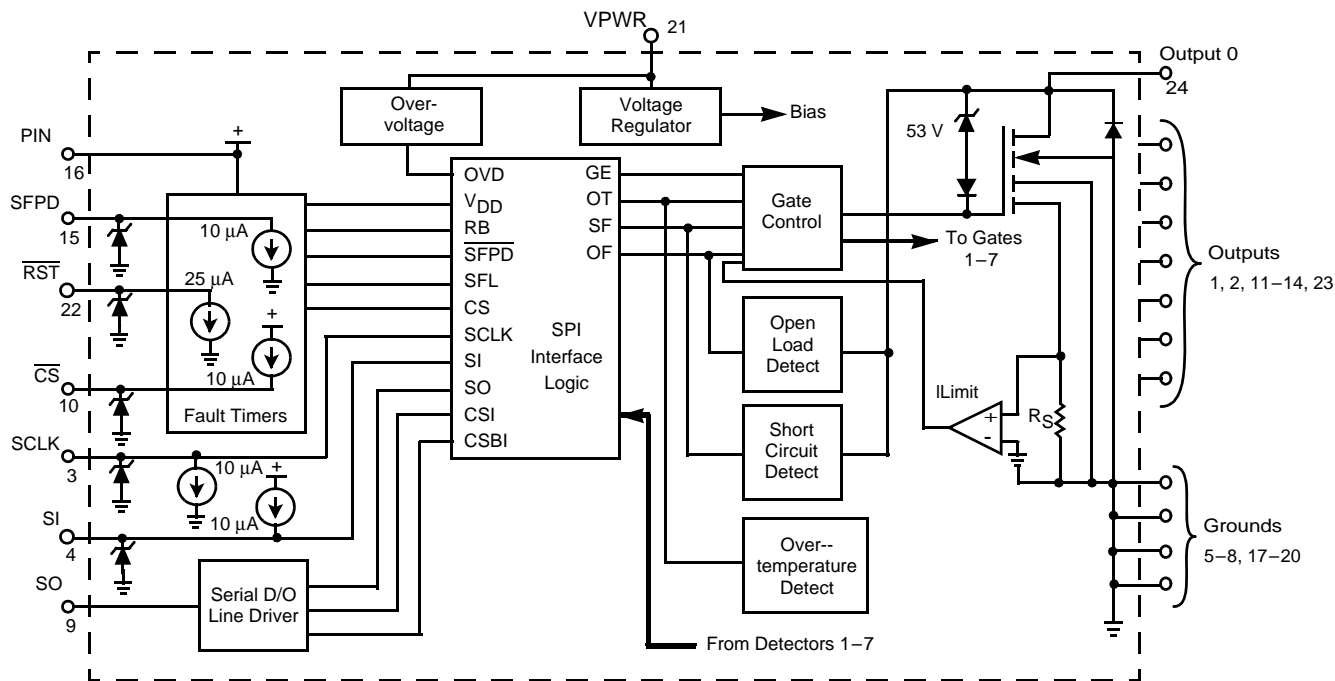 VPWR
21
Output 0
24
Over-
voltage
Voltage
Regulator
Bias
53 V
PIN
16
+
SFPD
15
10 µA
RST
22
25 µA
+
CS
10
10 µA
Fault Timers
SCLK
3
10 µA
+
SI
4
10 µA
SO
9
Serial D/O
Line Driver
OVD
VDD
RB
SFPD
SFL
CS
SCLK
SI
SO
CSI
CSBI
SPI
Interface
Logic
GE
OT
SF
OF
Gate
Control
To Gates
1–7
Open
Load
Detect
Short
Circuit
Detect
Over--
temperature
Detect
From Detectors 1–7
ILimit
+
-
RS
Outputs
1, 2, 11–14, 23
Grounds
5–8, 17–20